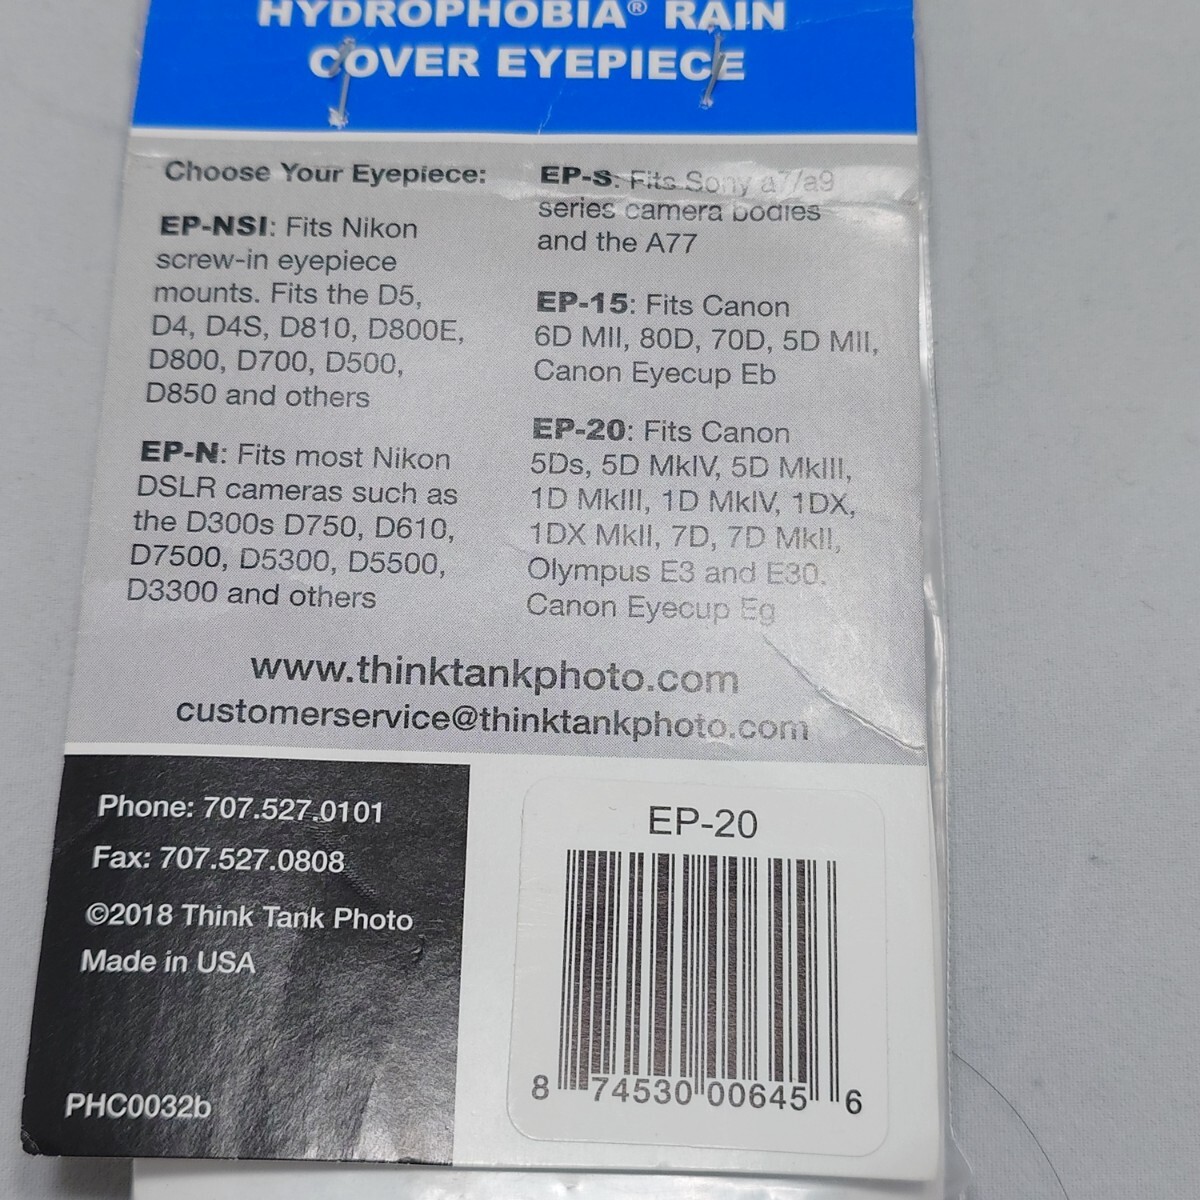 HYDROPHOBIA® RAIN
COVER EYEPIECE
Choose Your Eyepiece:
EP-NSI: Fits Nikon
screw-in eyepiece
mounts. Fits the D5,
D4, D4S, D810, D800E,
D800, D700, D500,
D850 and others
EP-N: Fits most Nikon
DSLR cameras such as
the D300s D750, D610,
D7500, D5300, D5500,
D3300 and others
EP-S: Fits Sony a7/a9
series camera bodies
and the A77
EP-15: Fits Canon
6D MII, 80D, 70D, 5D MII,
Canon Eyecup Eb
EP-20: Fits Canon
5Ds, 5D MkIV, 5D MkIII,
1D MkIII, 1D MkIV, 1DX,
1DX MkII, 7D, 7D MkII,
Olympus E3 and E30.
Canon Eyecup Eg
www.thinktankphoto.com
customerservice@thinktankphoto.com
Phone: 707.527.0101
Fax: 707.527.0808
©2018 Think Tank Photo
Made in USA
PHC0032b
EP-20
8 74530 00645 6